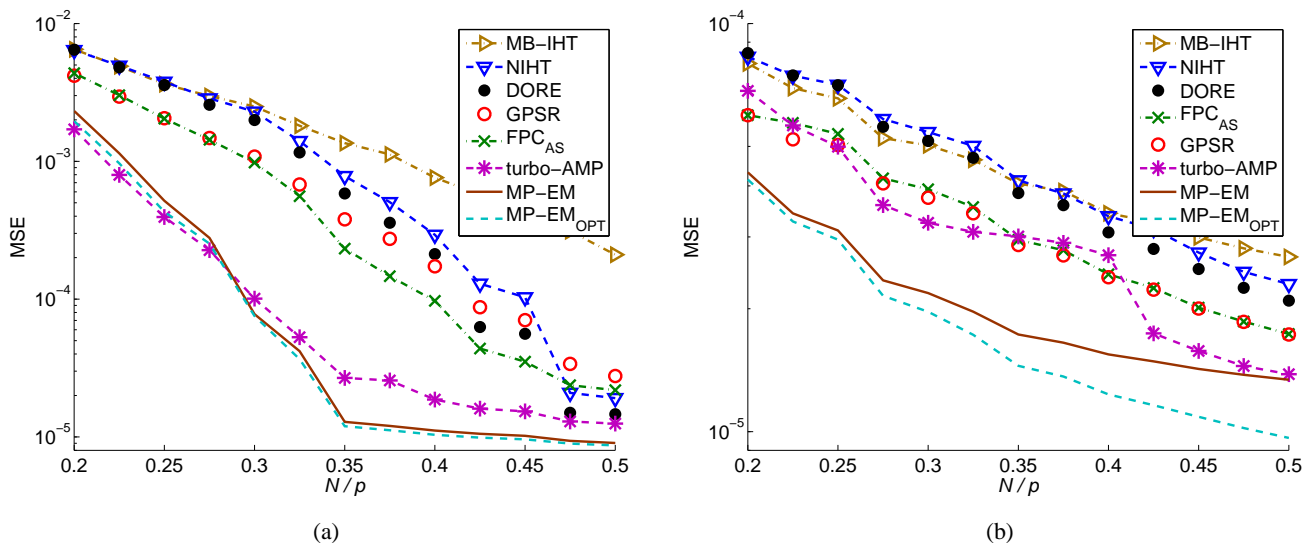 10⁻²
10⁻³
10⁻⁴
10⁻⁵
MSE
0.2 0.25 0.3 0.35 0.4 0.45 0.5
N / p
MB−IHT
NIHT
DORE
GPSR
FPC_AS
turbo−AMP
MP−EM
MP−EM_OPT
(a)
10⁻⁴
10⁻⁵
MSE
0.2 0.25 0.3 0.35 0.4 0.45 0.5
N / p
MB−IHT
NIHT
DORE
FPC_AS
GPSR
turbo−AMP
MP−EM
MP−EM_OPT
(b)